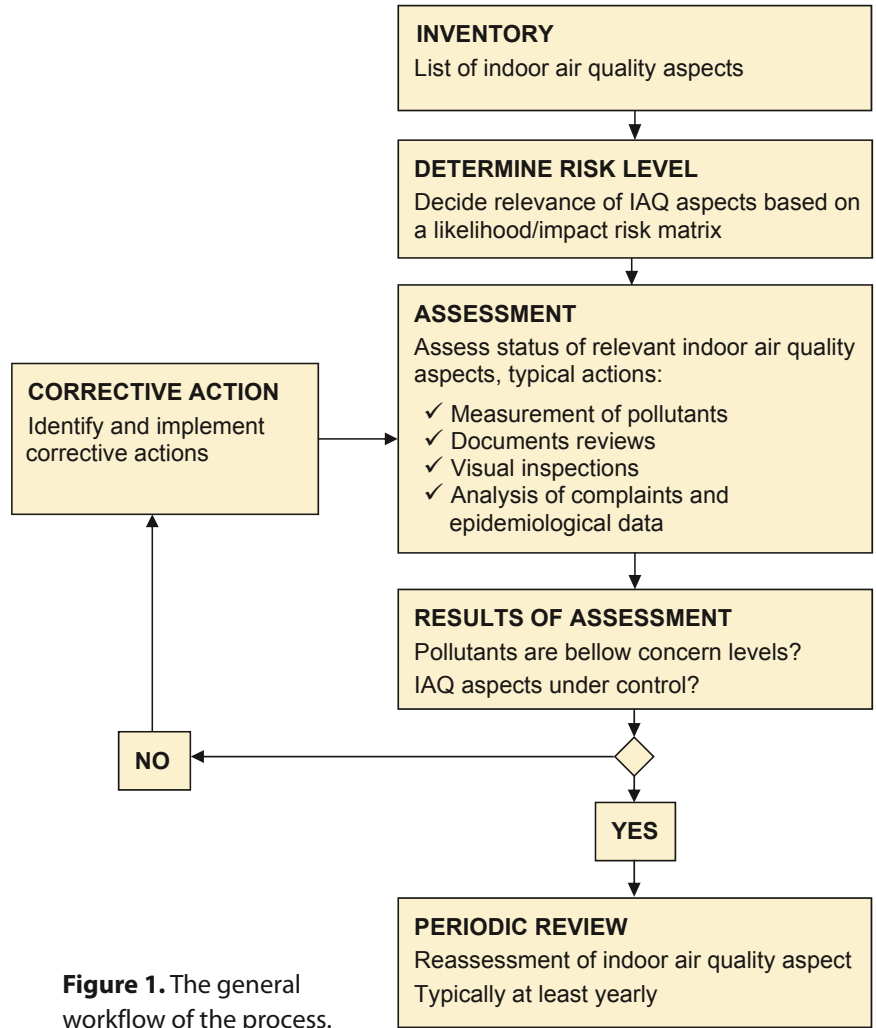 INVENTORY
List of indoor air quality aspects
DETERMINE RISK LEVEL
Decide relevance of IAQ aspects based on
a likelihood/impact risk matrix
ASSESSMENT
Assess status of relevant indoor air quality
aspects, typical actions:
✓ Measurement of pollutants
✓ Documents reviews
✓ Visual inspections
✓ Analysis of complaints and
epidemiological data
CORRECTIVE ACTION
Identify and implement
corrective actions
RESULTS OF ASSESSMENT
Pollutants are bellow concern levels?
IAQ aspects under control?
NO
YES
PERIODIC REVIEW
Reassessment of indoor air quality aspect
Typically at least yearly
Figure 1. The general
workflow of the process.